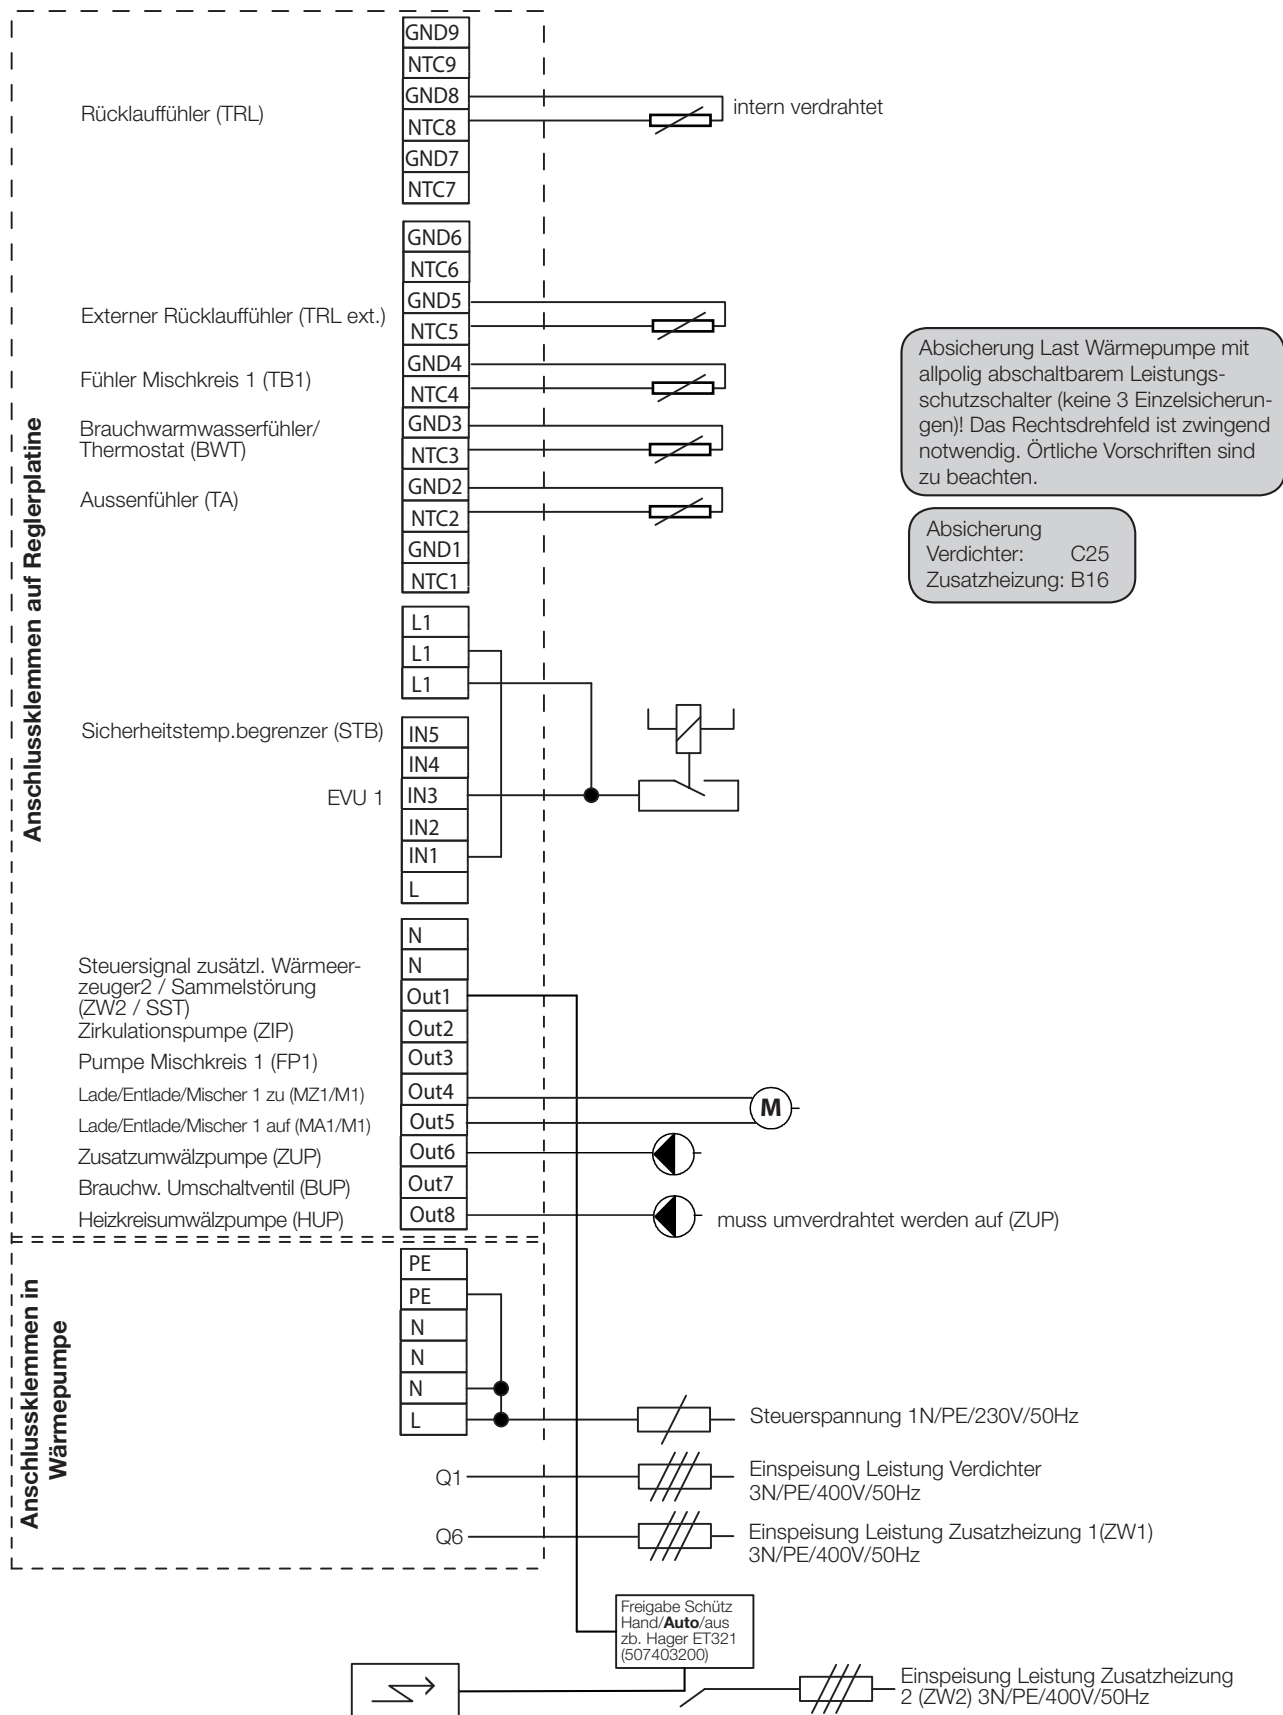 GND9
NTC9
GND8
Rücklauffühler (TRL)
intern verdrahtet
NTC8
GND7
NTC7
GND6
NTC6
GND5
Externer Rücklauffühler (TRL ext.)
NTC5
GND4
Fühler Mischkreis 1 (TB1)
NTC4
GND3
Brauchwarmwasserfühler/
Thermostat (BWT)
NTC3
GND2
Aussenfühler (TA)
NTC2
GND1
NTC1
Anschlussklemmen auf Reglerplatine
Absicherung Last Wärmepumpe mit
allpolig abschaltbarem Leistungs-
schutzschalter (keine 3 Einzelsicherun-
gen)! Das Rechtsdrehfeld ist zwingend
notwendig. Örtliche Vorschriften sind
zu beachten.
Absicherung
Verdichter: C25
Zusatzheizung: B16
L1
L1
L1
Sicherheitstemp.begrenzer (STB)
IN5
IN4
EVU 1
IN3
IN2
IN1
L
N
N
Steuersignal zusätzl. Wärmeer-
zeuger2 / Sammelstörung
(ZW2 / SST)
Out1
Zirkulationspumpe (ZIP)
Out2
Pumpe Mischkreis 1 (FP1)
Out3
Lade/Entlade/Mischer 1 zu (MZ1/M1)
Out4
M
Lade/Entlade/Mischer 1 auf (MA1/M1)
Out5
Zusatzumwälzpumpe (ZUP)
Out6
Brauchw. Umschaltventil (BUP)
Out7
Heizkreisumwälzpumpe (HUP)
Out8
muss umverdrahtet werden auf (ZUP)
Anschlussklemmen in
Wärmepumpe
PE
PE
N
N
N
L
Steuerspannung 1N/PE/230V/50Hz
Q1
Einspeisung Leistung Verdichter
3N/PE/400V/50Hz
Q6
Einspeisung Leistung Zusatzheizung 1(ZW1)
3N/PE/400V/50Hz
Freigabe Schütz
Hand/Auto/aus
zb. Hager ET321
(507403200)
Einspeisung Leistung Zusatzheizung
2 (ZW2) 3N/PE/400V/50Hz